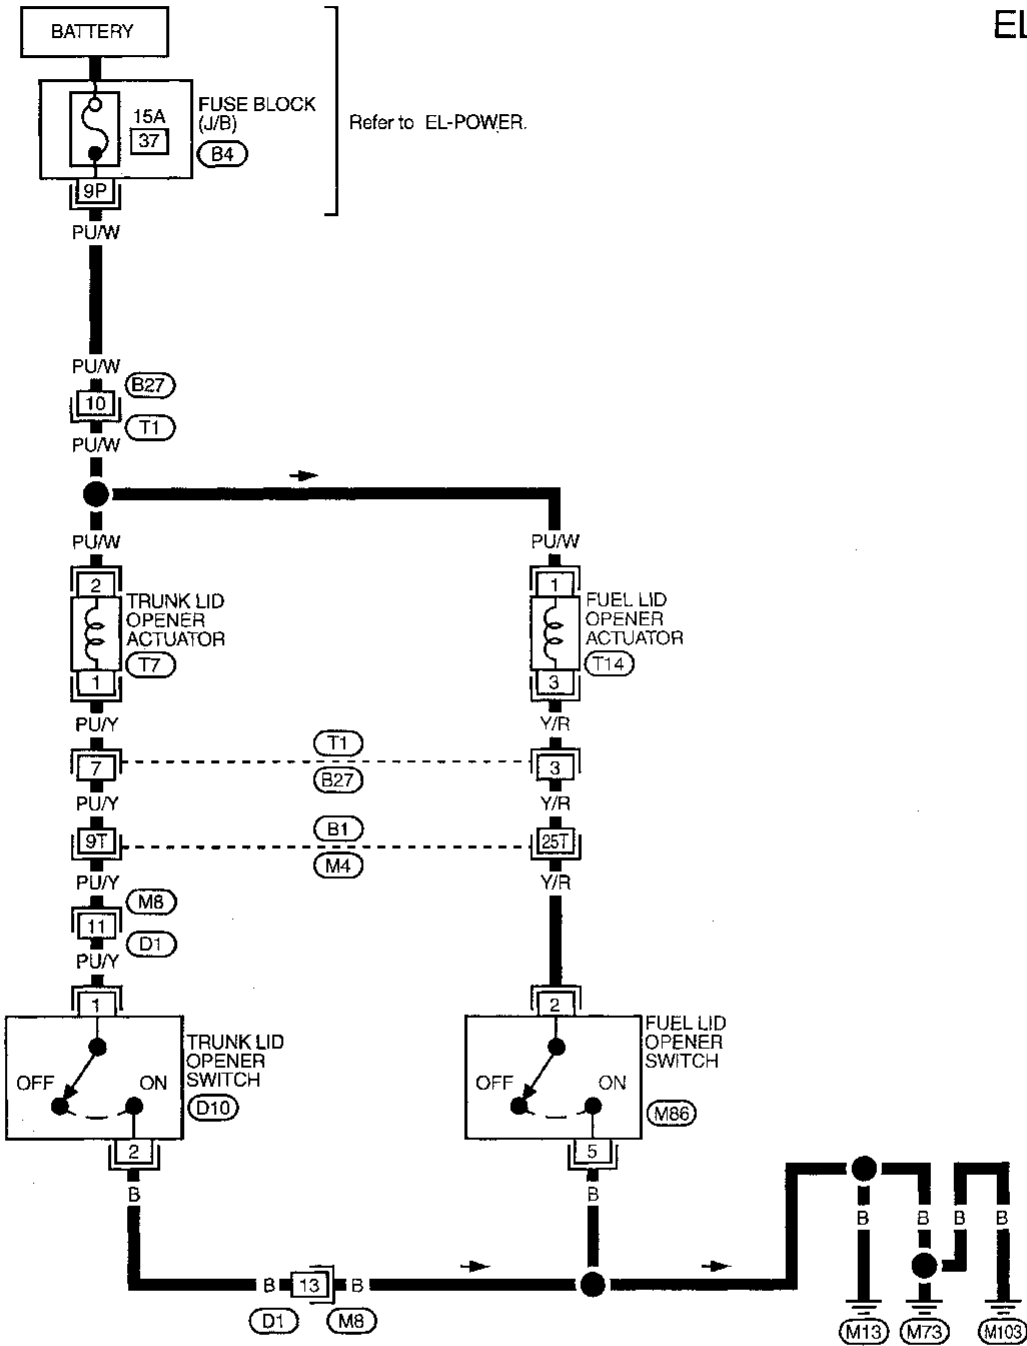 EL
BATTERY
FUSE BLOCK
(J/B)
B4
15A
37
Refer to EL-POWER.
9P
PU/W
PU/W
B27
10
T1
PU/W
PU/W
PU/W
2
TRUNK LID
OPENER
ACTUATOR
T7
1
1
FUEL LID
OPENER
ACTUATOR
T14
3
PU/Y
Y/R
7
T1
B27
3
PU/Y
Y/R
9T
B1
M4
25T
PU/Y
Y/R
M8
11
D1
PU/Y
1
2
TRUNK LID
OPENER
SWITCH
D10
OFF
ON
FUEL LID
OPENER
SWITCH
M86
OFF
ON
2
5
B
B
B
B
B
B
B
13
B
D1
M8
M13
M73
M103